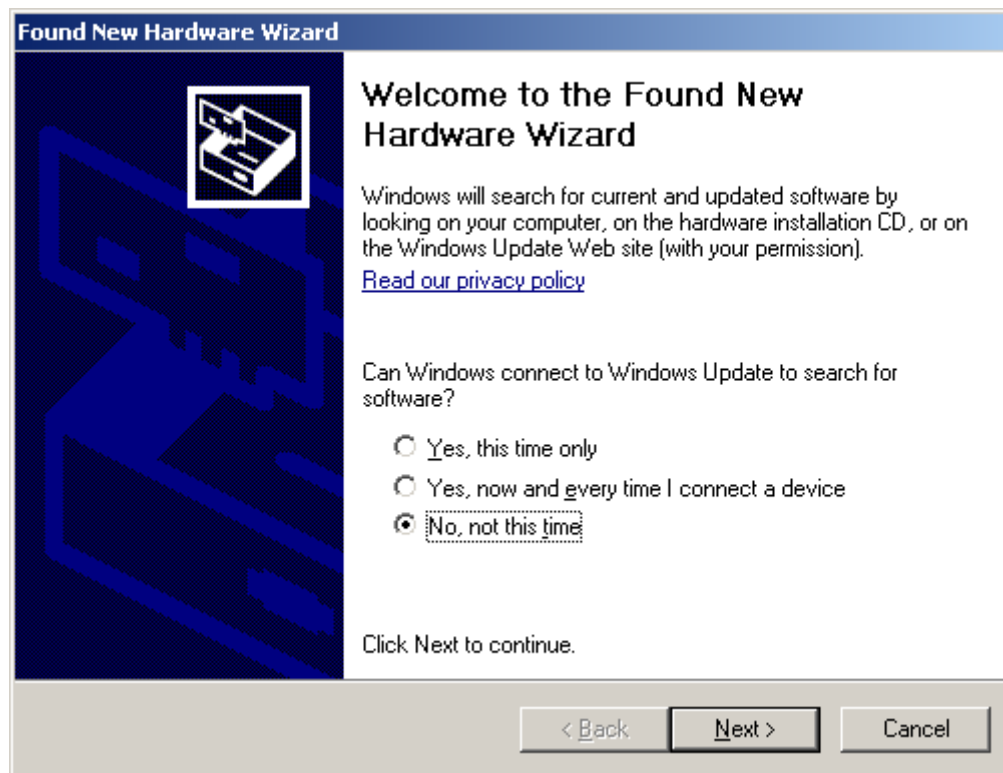 Found New Hardware Wizard
Welcome to the Found New
Hardware Wizard
Windows will search for current and updated software by
looking on your computer, on the hardware installation CD, or on
the Windows Update Web site (with your permission).
Read our privacy policy
Can Windows connect to Windows Update to search for
software?
Yes, this time only
Yes, now and every time I connect a device
No, not this time
Click Next to continue.
< Back Next > Cancel